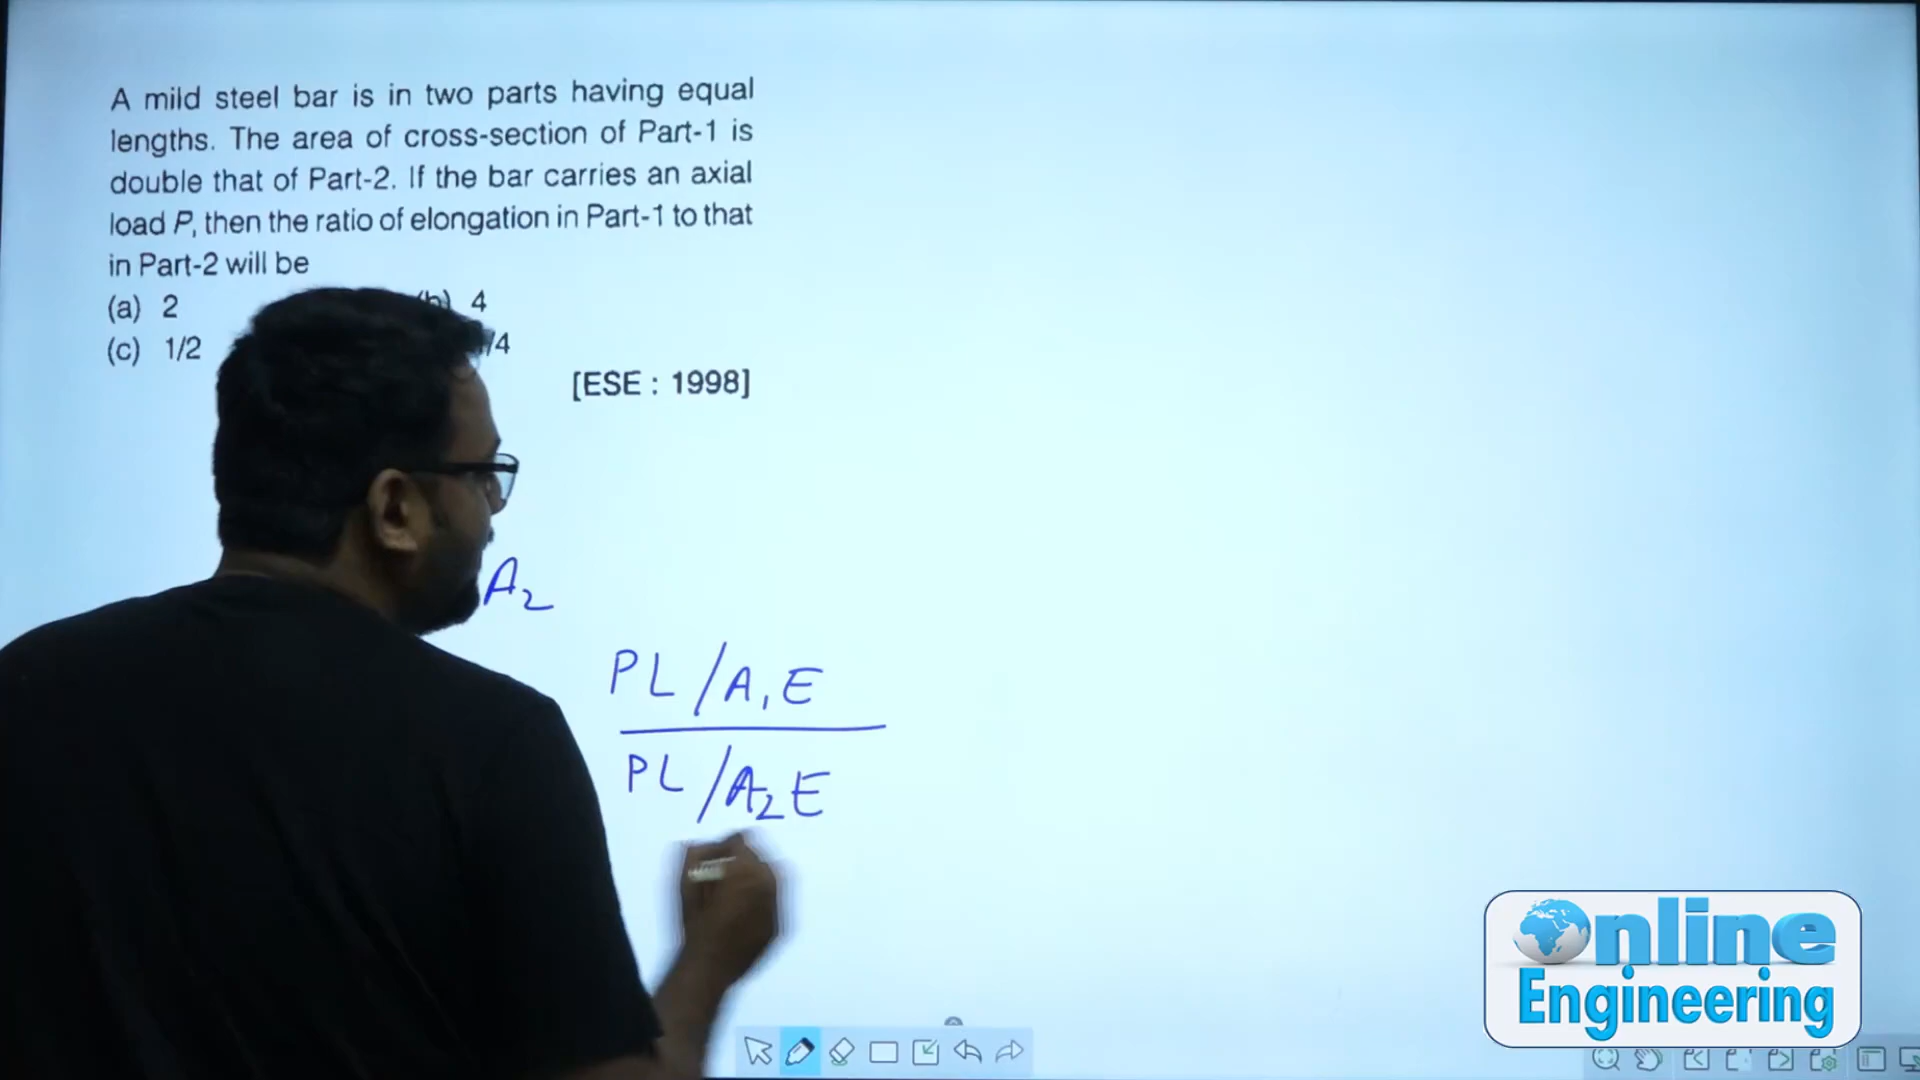 A mild steel bar is in two parts having equal
lengths. The area of cross-section of Part-1 is
double that of Part-2. If the bar carries an axial
load P, then the ratio of elongation in Part-1 to that
in Part-2 will be
(a) 2 (b) 4
(c) 1/2 /4
[ESE : 1998]
A2
PL/A1E
PL/A2E
Online
Engineering